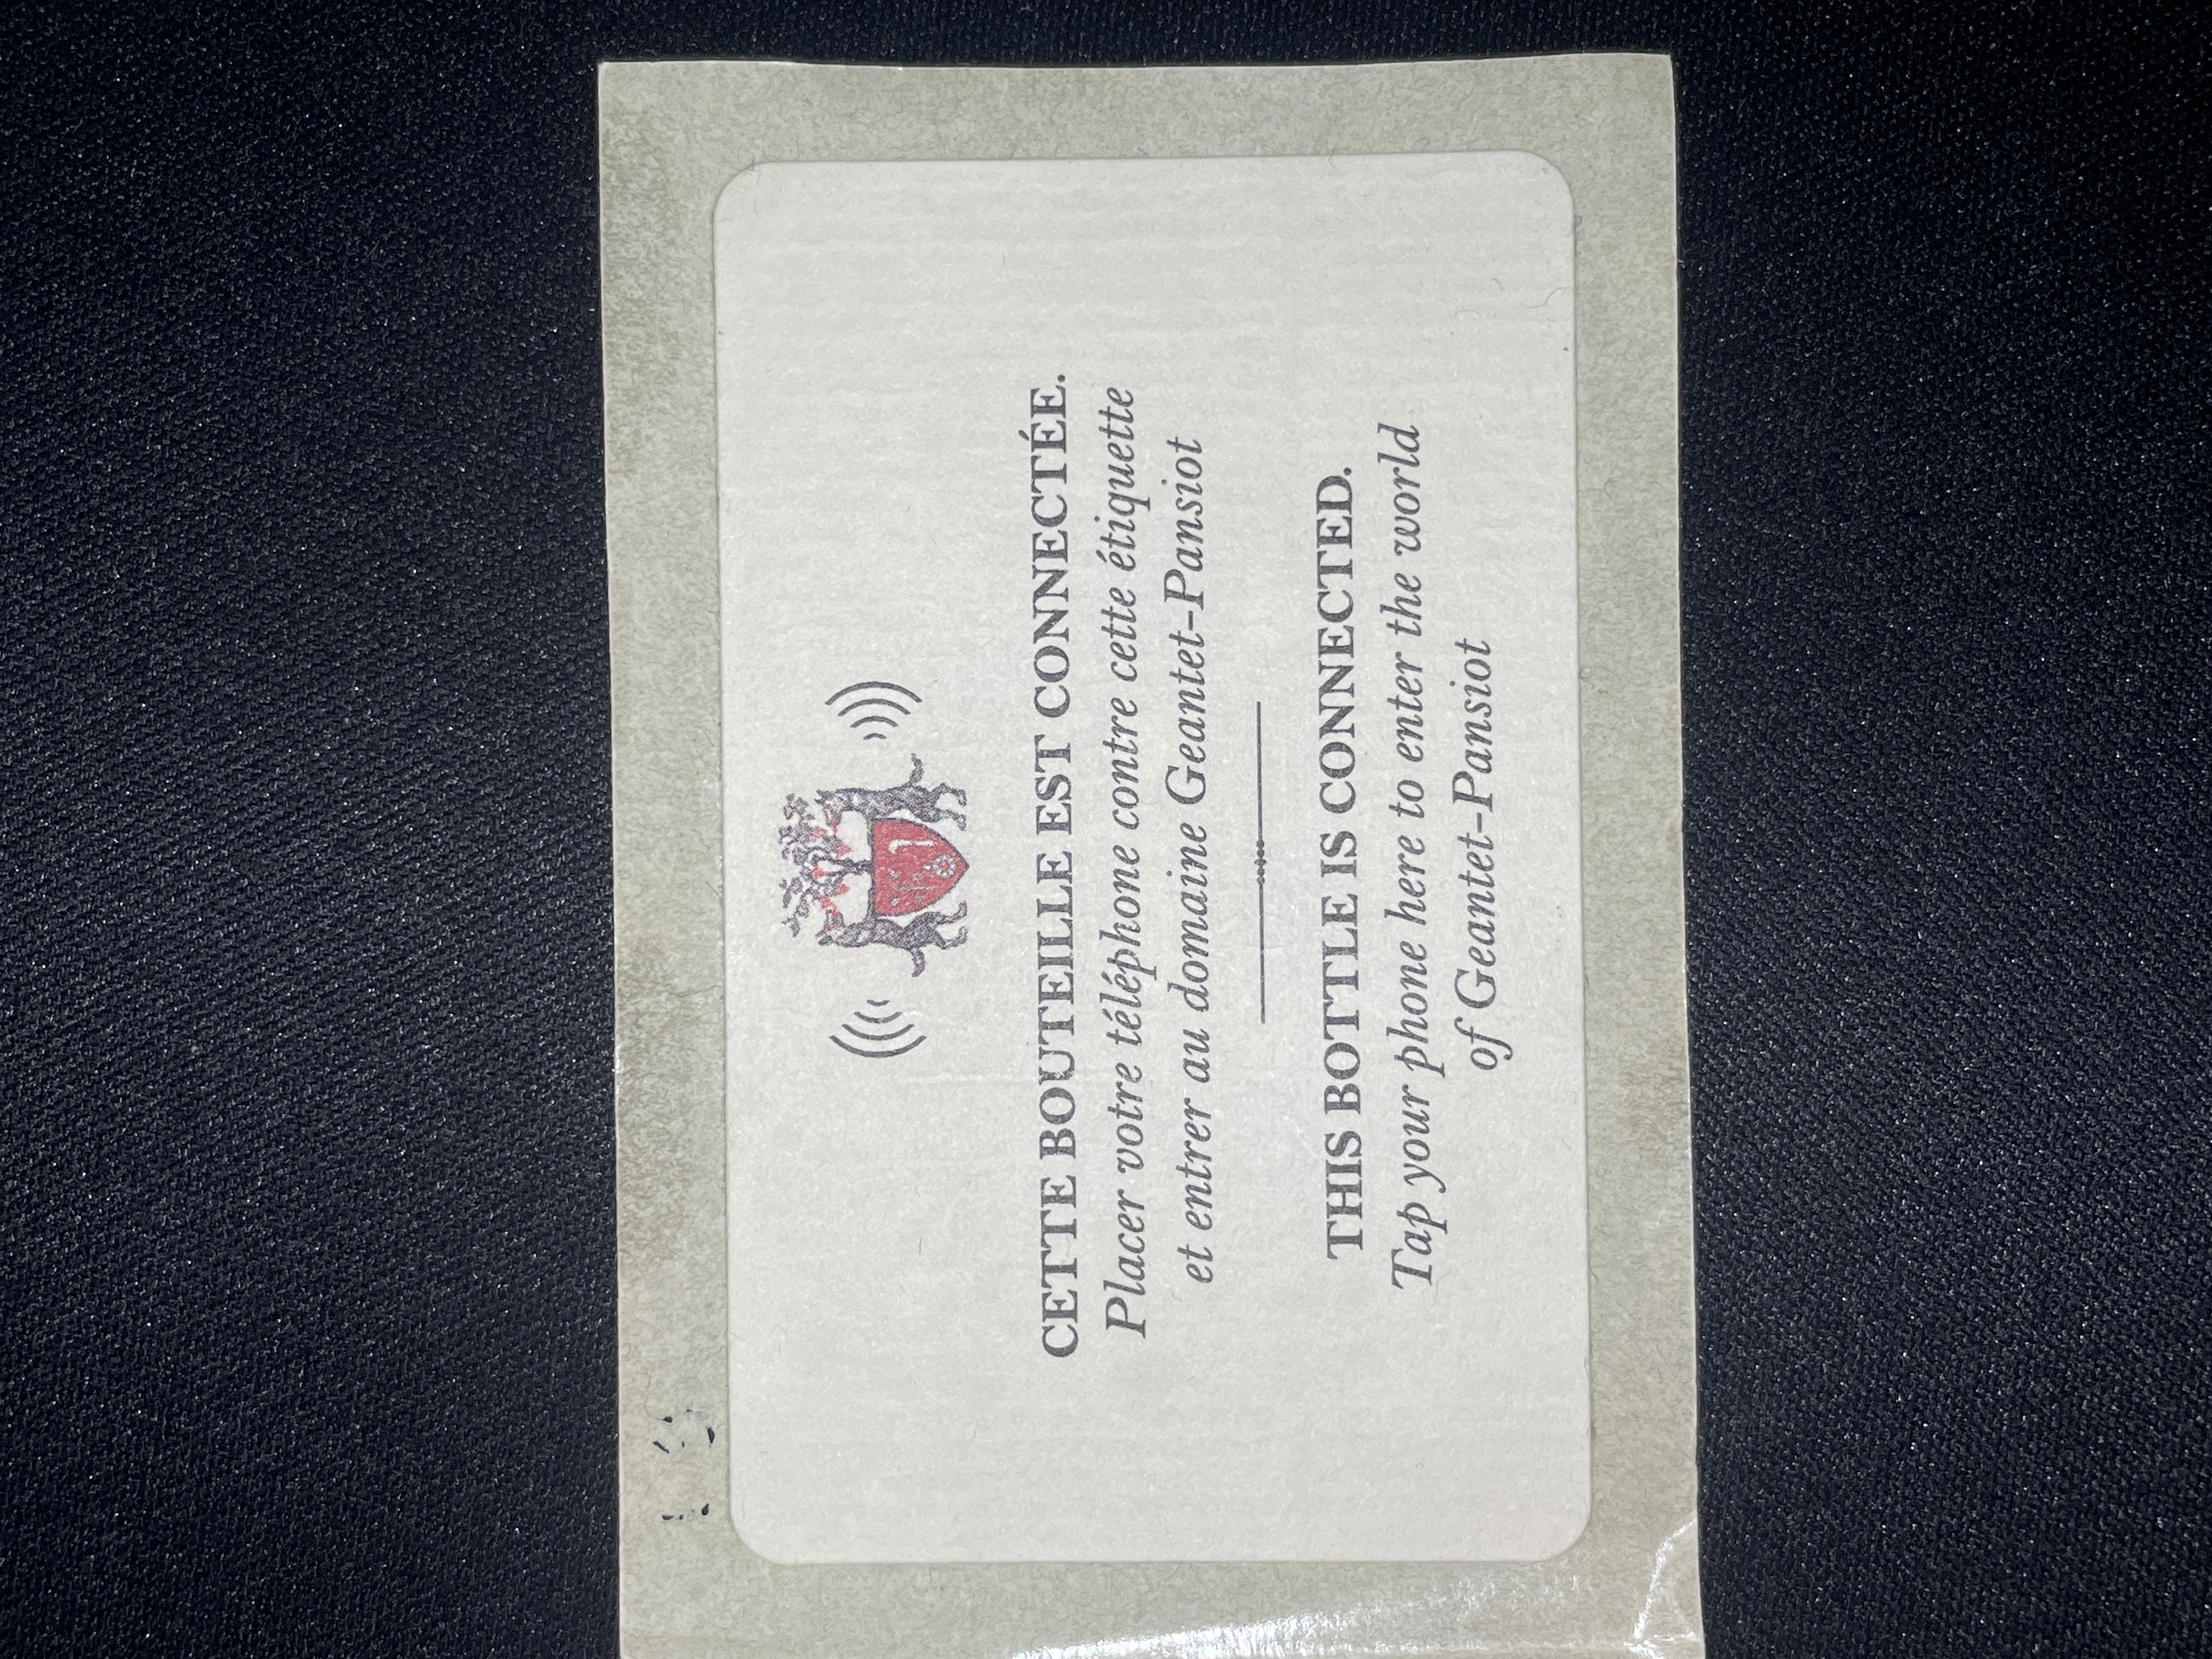 CETTE BOUTEILLE EST CONNECTÉE.
Placer votre téléphone contre cette étiquette
et entrer au domaine Geantet-Pansiot
THIS BOTTLE IS CONNECTED.
Tap your phone here to enter the world
of Geantet-Pansiot